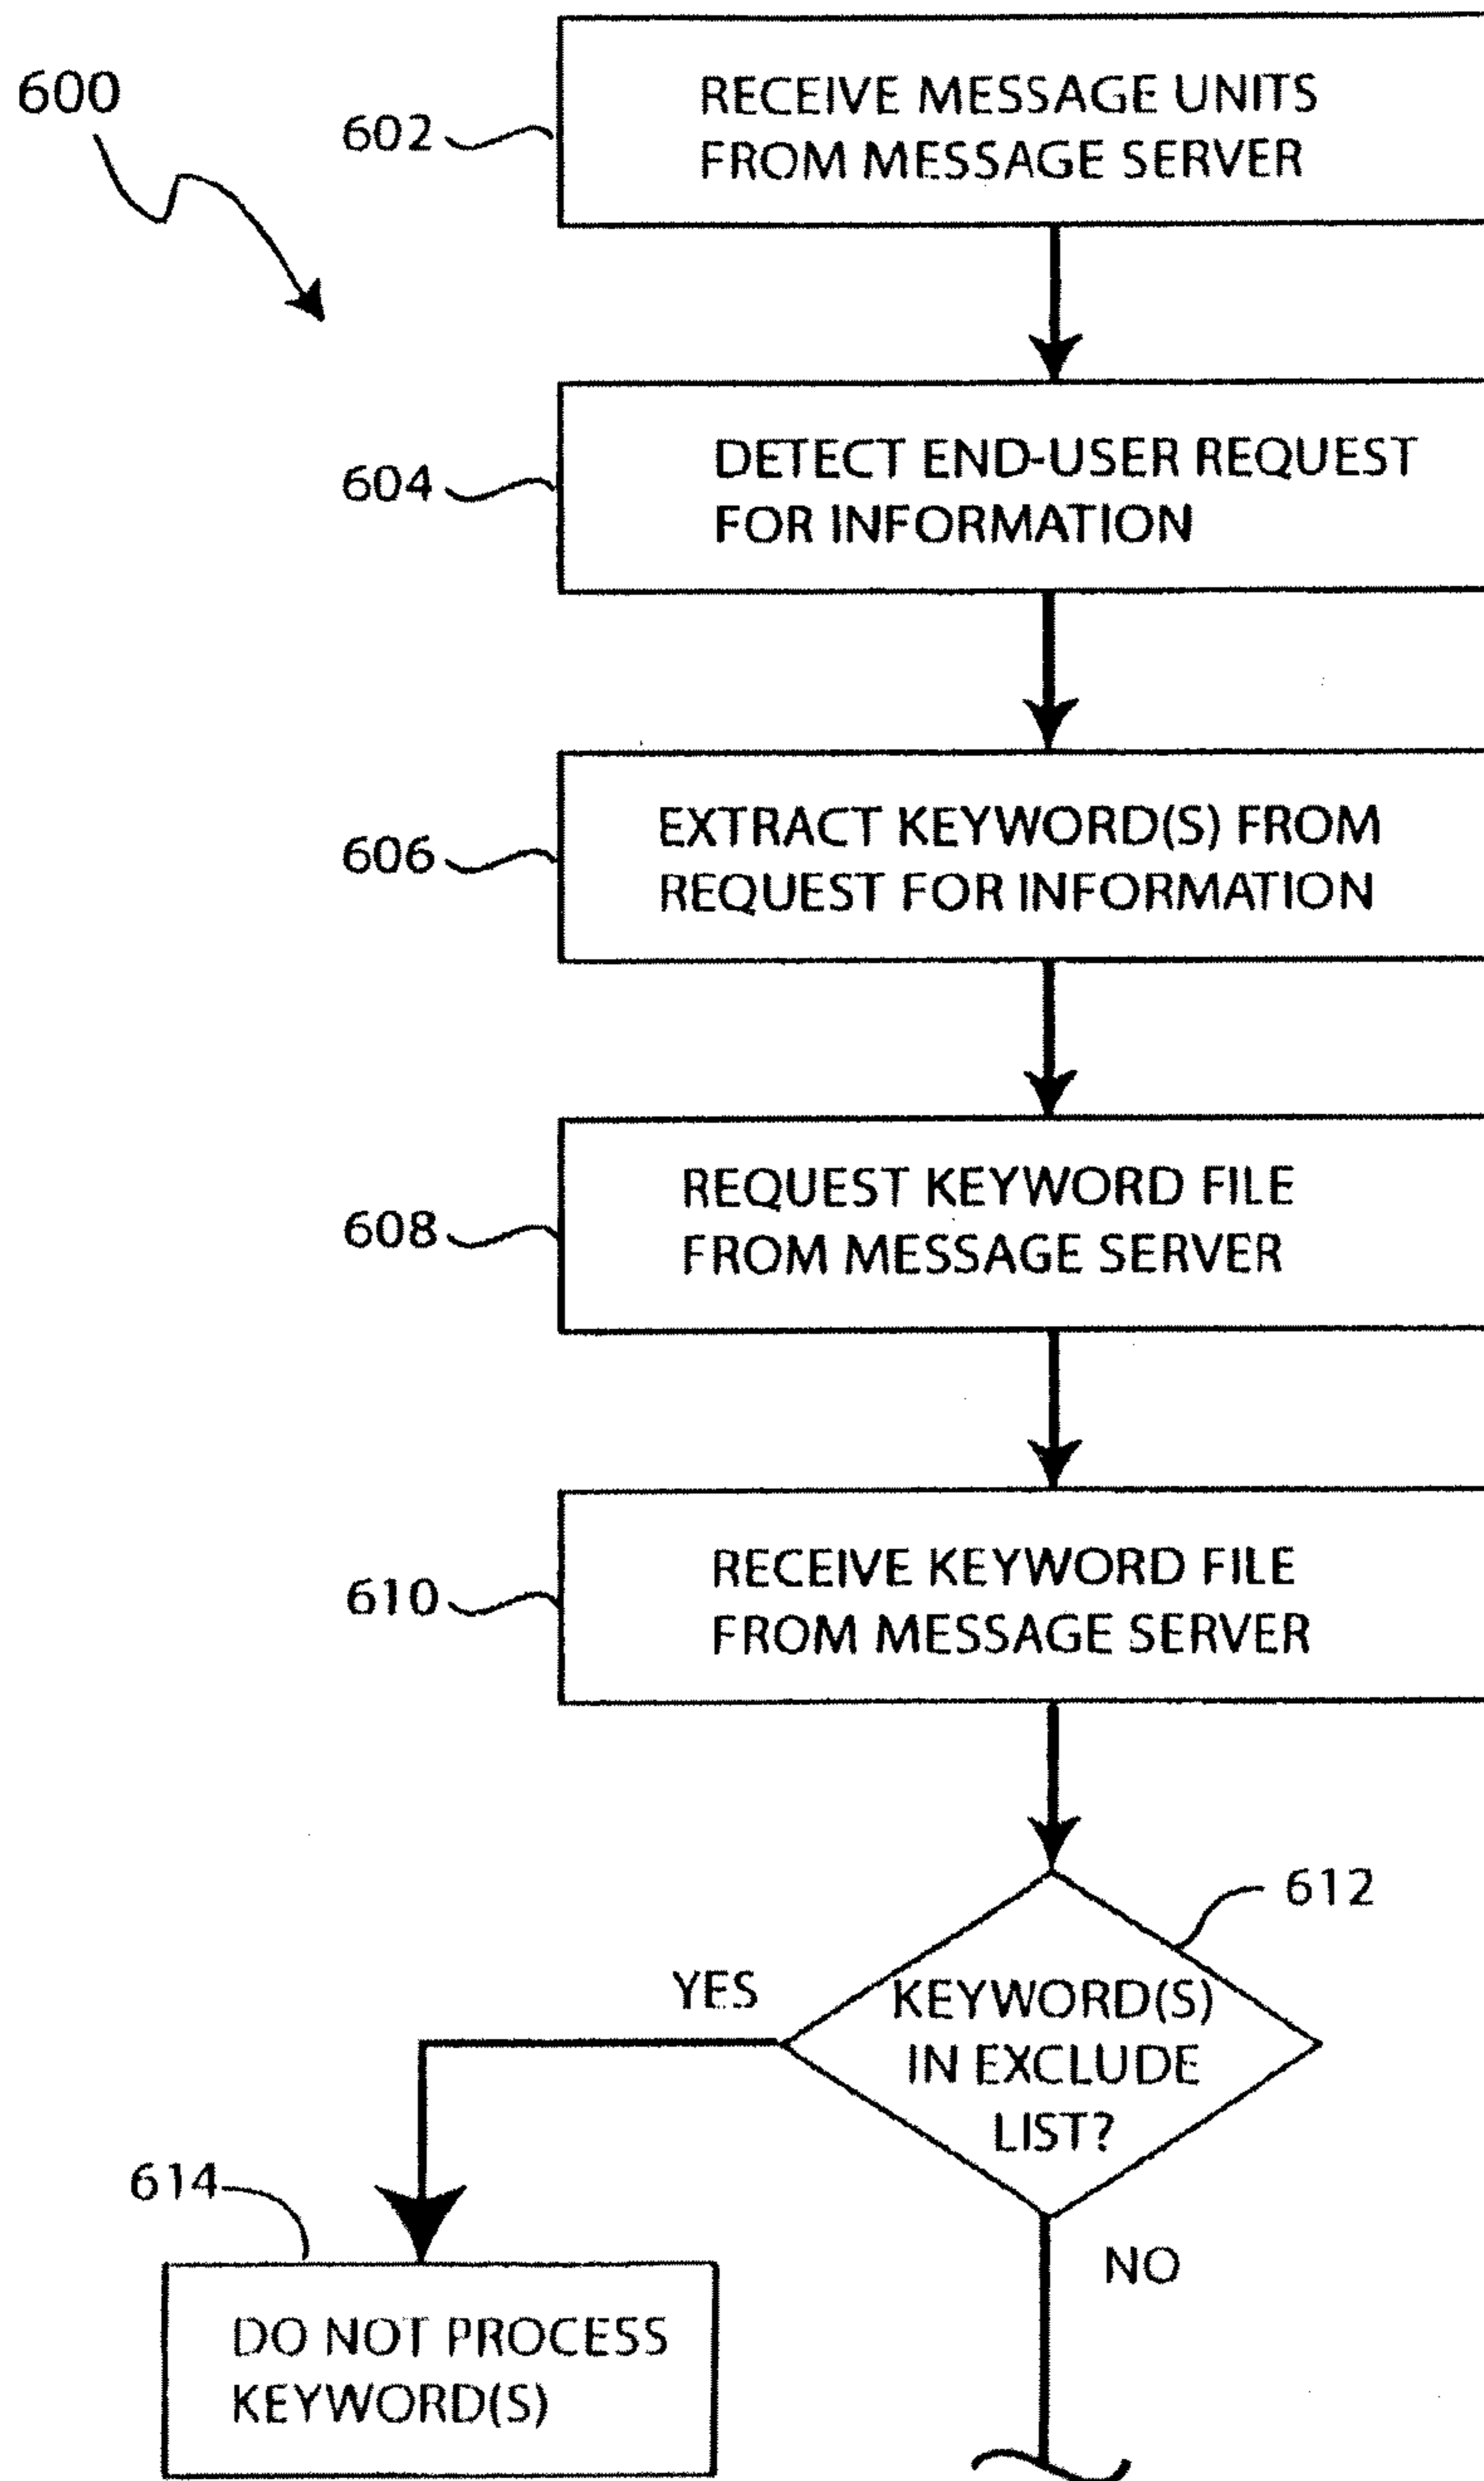 600
602
RECEIVE MESSAGE UNITS
FROM MESSAGE SERVER
604
DETECT END-USER REQUEST
FOR INFORMATION
606
EXTRACT KEYWORD(S) FROM
REQUEST FOR INFORMATION
608
REQUEST KEYWORD FILE
FROM MESSAGE SERVER
610
RECEIVE KEYWORD FILE
FROM MESSAGE SERVER
612
YES
KEYWORD(S)
IN EXCLUDE
LIST?
614
NO
DO NOT PROCESS
KEYWORD(S)